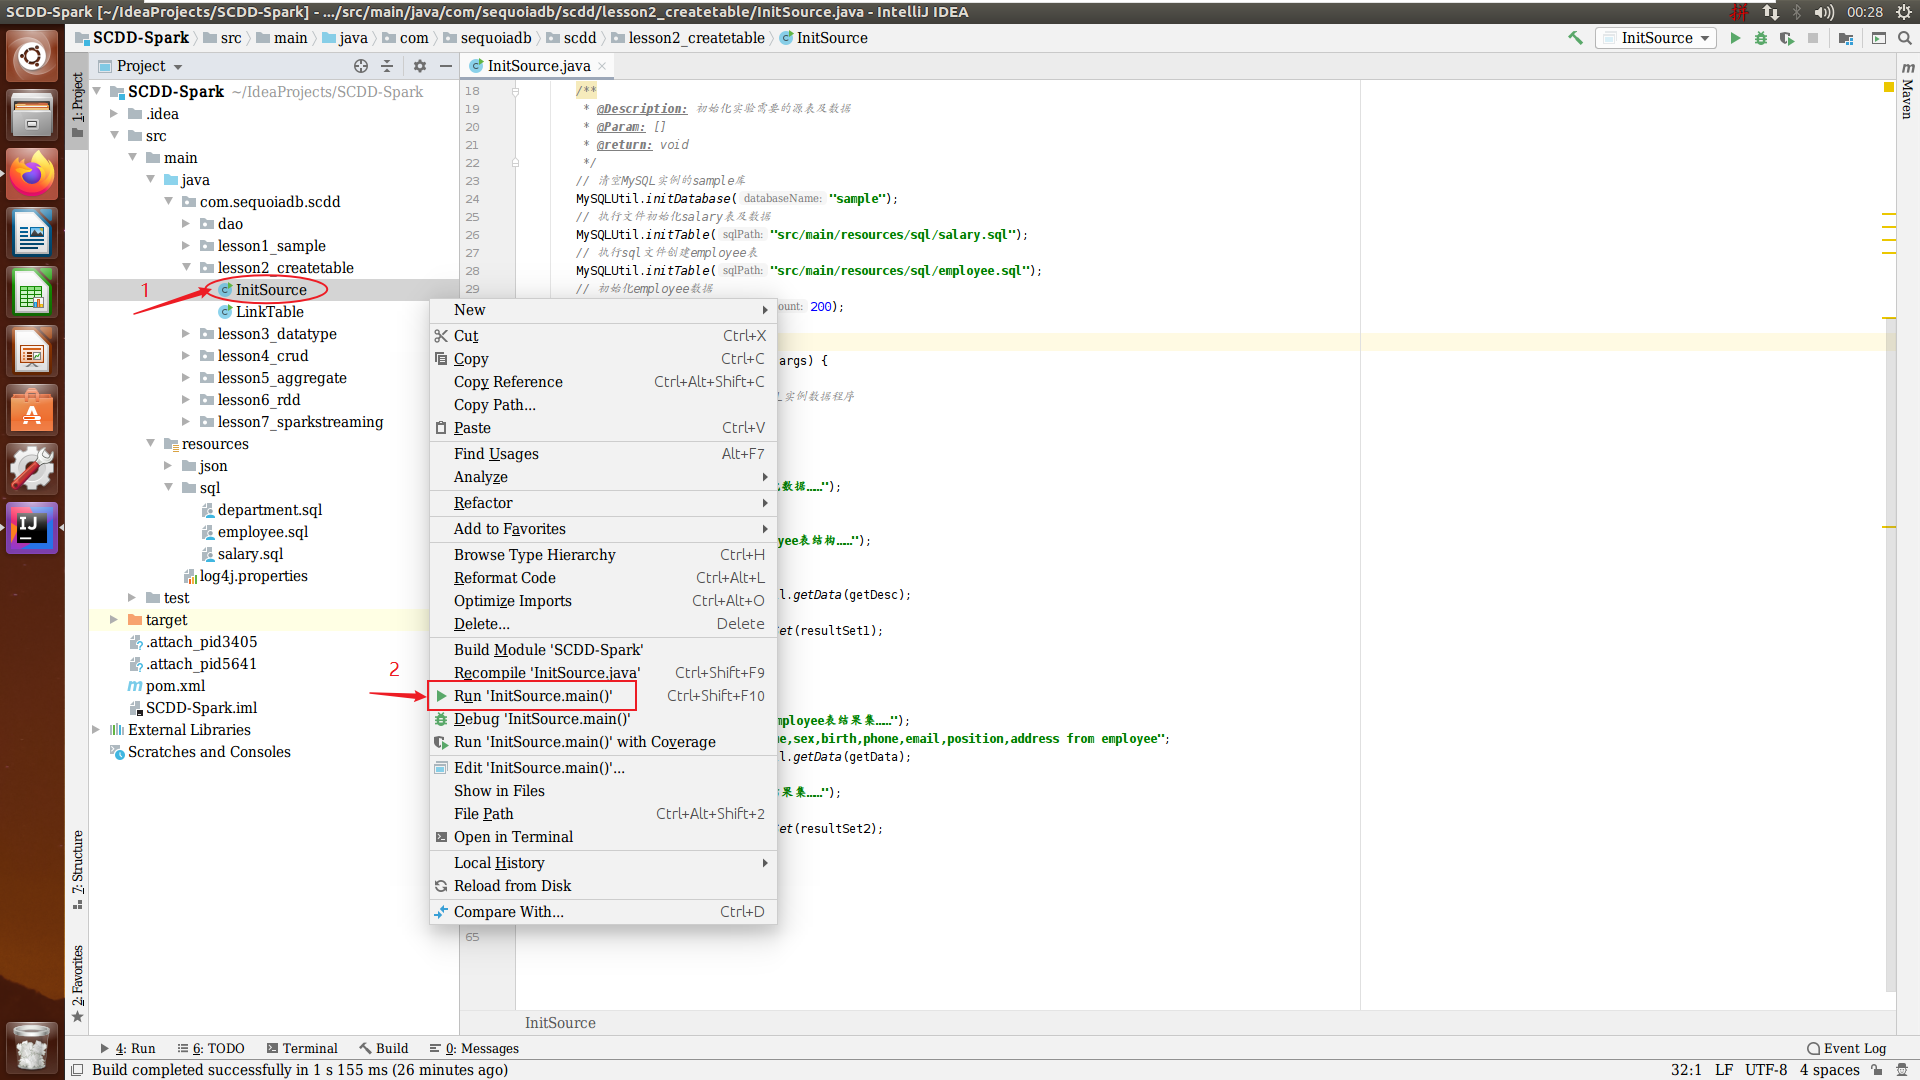 SCDD-Spark [~/IdeaProjects/SCDD-Spark] - .../src/main/java/com/sequoiadb/scdd/lesson2_createtable/InitSource.java - IntelliJ IDEA
拼 00:28
SCDD-Spark src main java com sequoiadb scdd lesson2_createtable InitSource
InitSource
Project
InitSource.java
1: Project
SCDD-Spark ~/IdeaProjects/SCDD-Spark
.idea
src
main
java
com.sequoiadb.scdd
dao
lesson1_sample
lesson2_createtable
1
InitSource
LinkTable
lesson3_datatype
lesson4_crud
lesson5_aggregate
lesson6_rdd
lesson7_sparkstreaming
resources
json
sql
department.sql
employee.sql
salary.sql
log4j.properties
test
target
.attach_pid3405
.attach_pid5641
pom.xml
SCDD-Spark.iml
External Libraries
Scratches and Consoles
7: Structure
2: Favorites
18 /**
19 * @Description: 初始化实验需要的源表及数据
20 * @Param: []
21 * @return: void
22 */
23 // 清空MySQL实例的sample库
24 MySQLUtil.initDatabase( databaseName: "sample");
25 // 执行文件初始化salary表及数据
26 MySQLUtil.initTable( sqlPath: "src/main/resources/sql/salary.sql");
27 // 执行sql文件创建employee表
28 MySQLUtil.initTable( sqlPath: "src/main/resources/sql/employee.sql");
29 // 初始化employee数据
ount: 200);
args) {
实例数据程序
数据……");
yee表结构……");
l.getData(getDesc);
et(resultSet1);
mployee表结果集……");
e,sex,birth,phone,email,position,address from employee";
l.getData(getData);
果集……");
et(resultSet2);
65
New
Cut Ctrl+X
Copy Ctrl+C
Copy Reference Ctrl+Alt+Shift+C
Copy Path...
Paste Ctrl+V
Find Usages Alt+F7
Analyze
Refactor
Add to Favorites
Browse Type Hierarchy Ctrl+H
Reformat Code Ctrl+Alt+L
Optimize Imports Ctrl+Alt+O
Delete... Delete
Build Module 'SCDD-Spark'
Recompile 'InitSource.java' Ctrl+Shift+F9
2
Run 'InitSource.main()' Ctrl+Shift+F10
Debug 'InitSource.main()'
Run 'InitSource.main()' with Coverage
Edit 'InitSource.main()'...
Show in Files
File Path Ctrl+Alt+Shift+2
Open in Terminal
Local History
Reload from Disk
Compare With... Ctrl+D
InitSource
m Maven
4: Run 6: TODO Terminal Build 0: Messages Event Log
Build completed successfully in 1 s 155 ms (26 minutes ago) 32:1 LF UTF-8 4 spaces